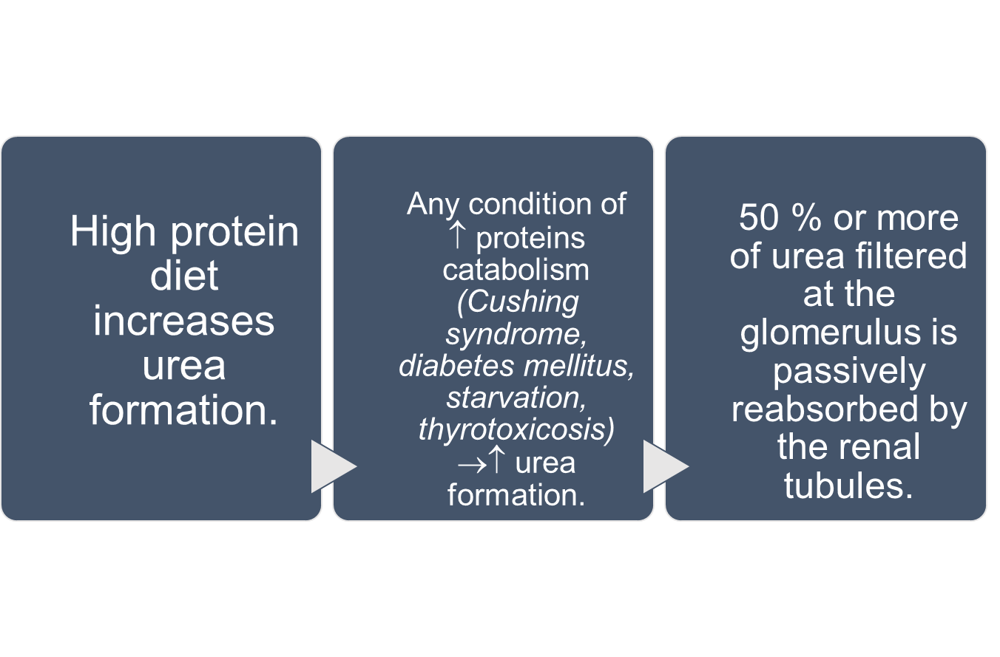 High protein
diet
increases
urea
formation.
Any condition of
↑ proteins
catabolism
(Cushing
syndrome,
diabetes mellitus,
starvation,
thyrotoxicosis)
→↑ urea
formation.
50 % or more
of urea filtered
at the
glomerulus is
passively
reabsorbed by
the renal
tubules.